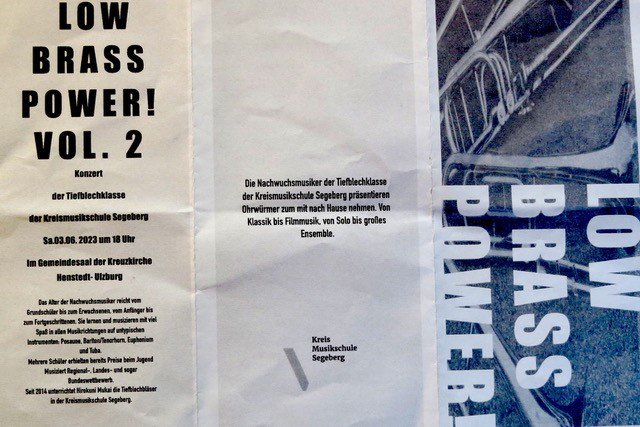 LOW
BRASS
POWER!
VOL. 2
Konzert
der Tiefblechklasse
der Kreismusikschule Segeberg
Sa.03.06. 2023 um 18 Uhr
Im Gemeindesaal der Kreuzkirche
Henstedt- Ulzburg
Das Alter der Nachwuchsmusiker reicht vom
Grundschüler bis zum Erwachsenen, vom Anfänger bis
zum Fortgeschrittenen. Sie lernen und musizieren mit viel
Spaß in allen Musikrichtungen auf untypischen
Instrumenten, Posaune, Bariton/Tenorhorn, Euphonium
und Tuba.
Mehrere Schüler erhielten bereits Preise beim Jugend
Musiziert Regional-, Landes- und sogar
Bundeswettbewerb.
Seit 2014 unterrichtet Hirokuni Mukai die Tiefblechbläser
in der Kreismusikschule Segeberg.
Die Nachwuchsmusiker der Tiefblechklasse
der Kreismusikschule Segeberg präsentieren
Ohrwürmer zum mit nach Hause nehmen. Von
Klassik bis Filmmusik, von Solo bis großes
Ensemble.
Kreis
Musikschule
Segeberg
LOW
BRASS
POWER!